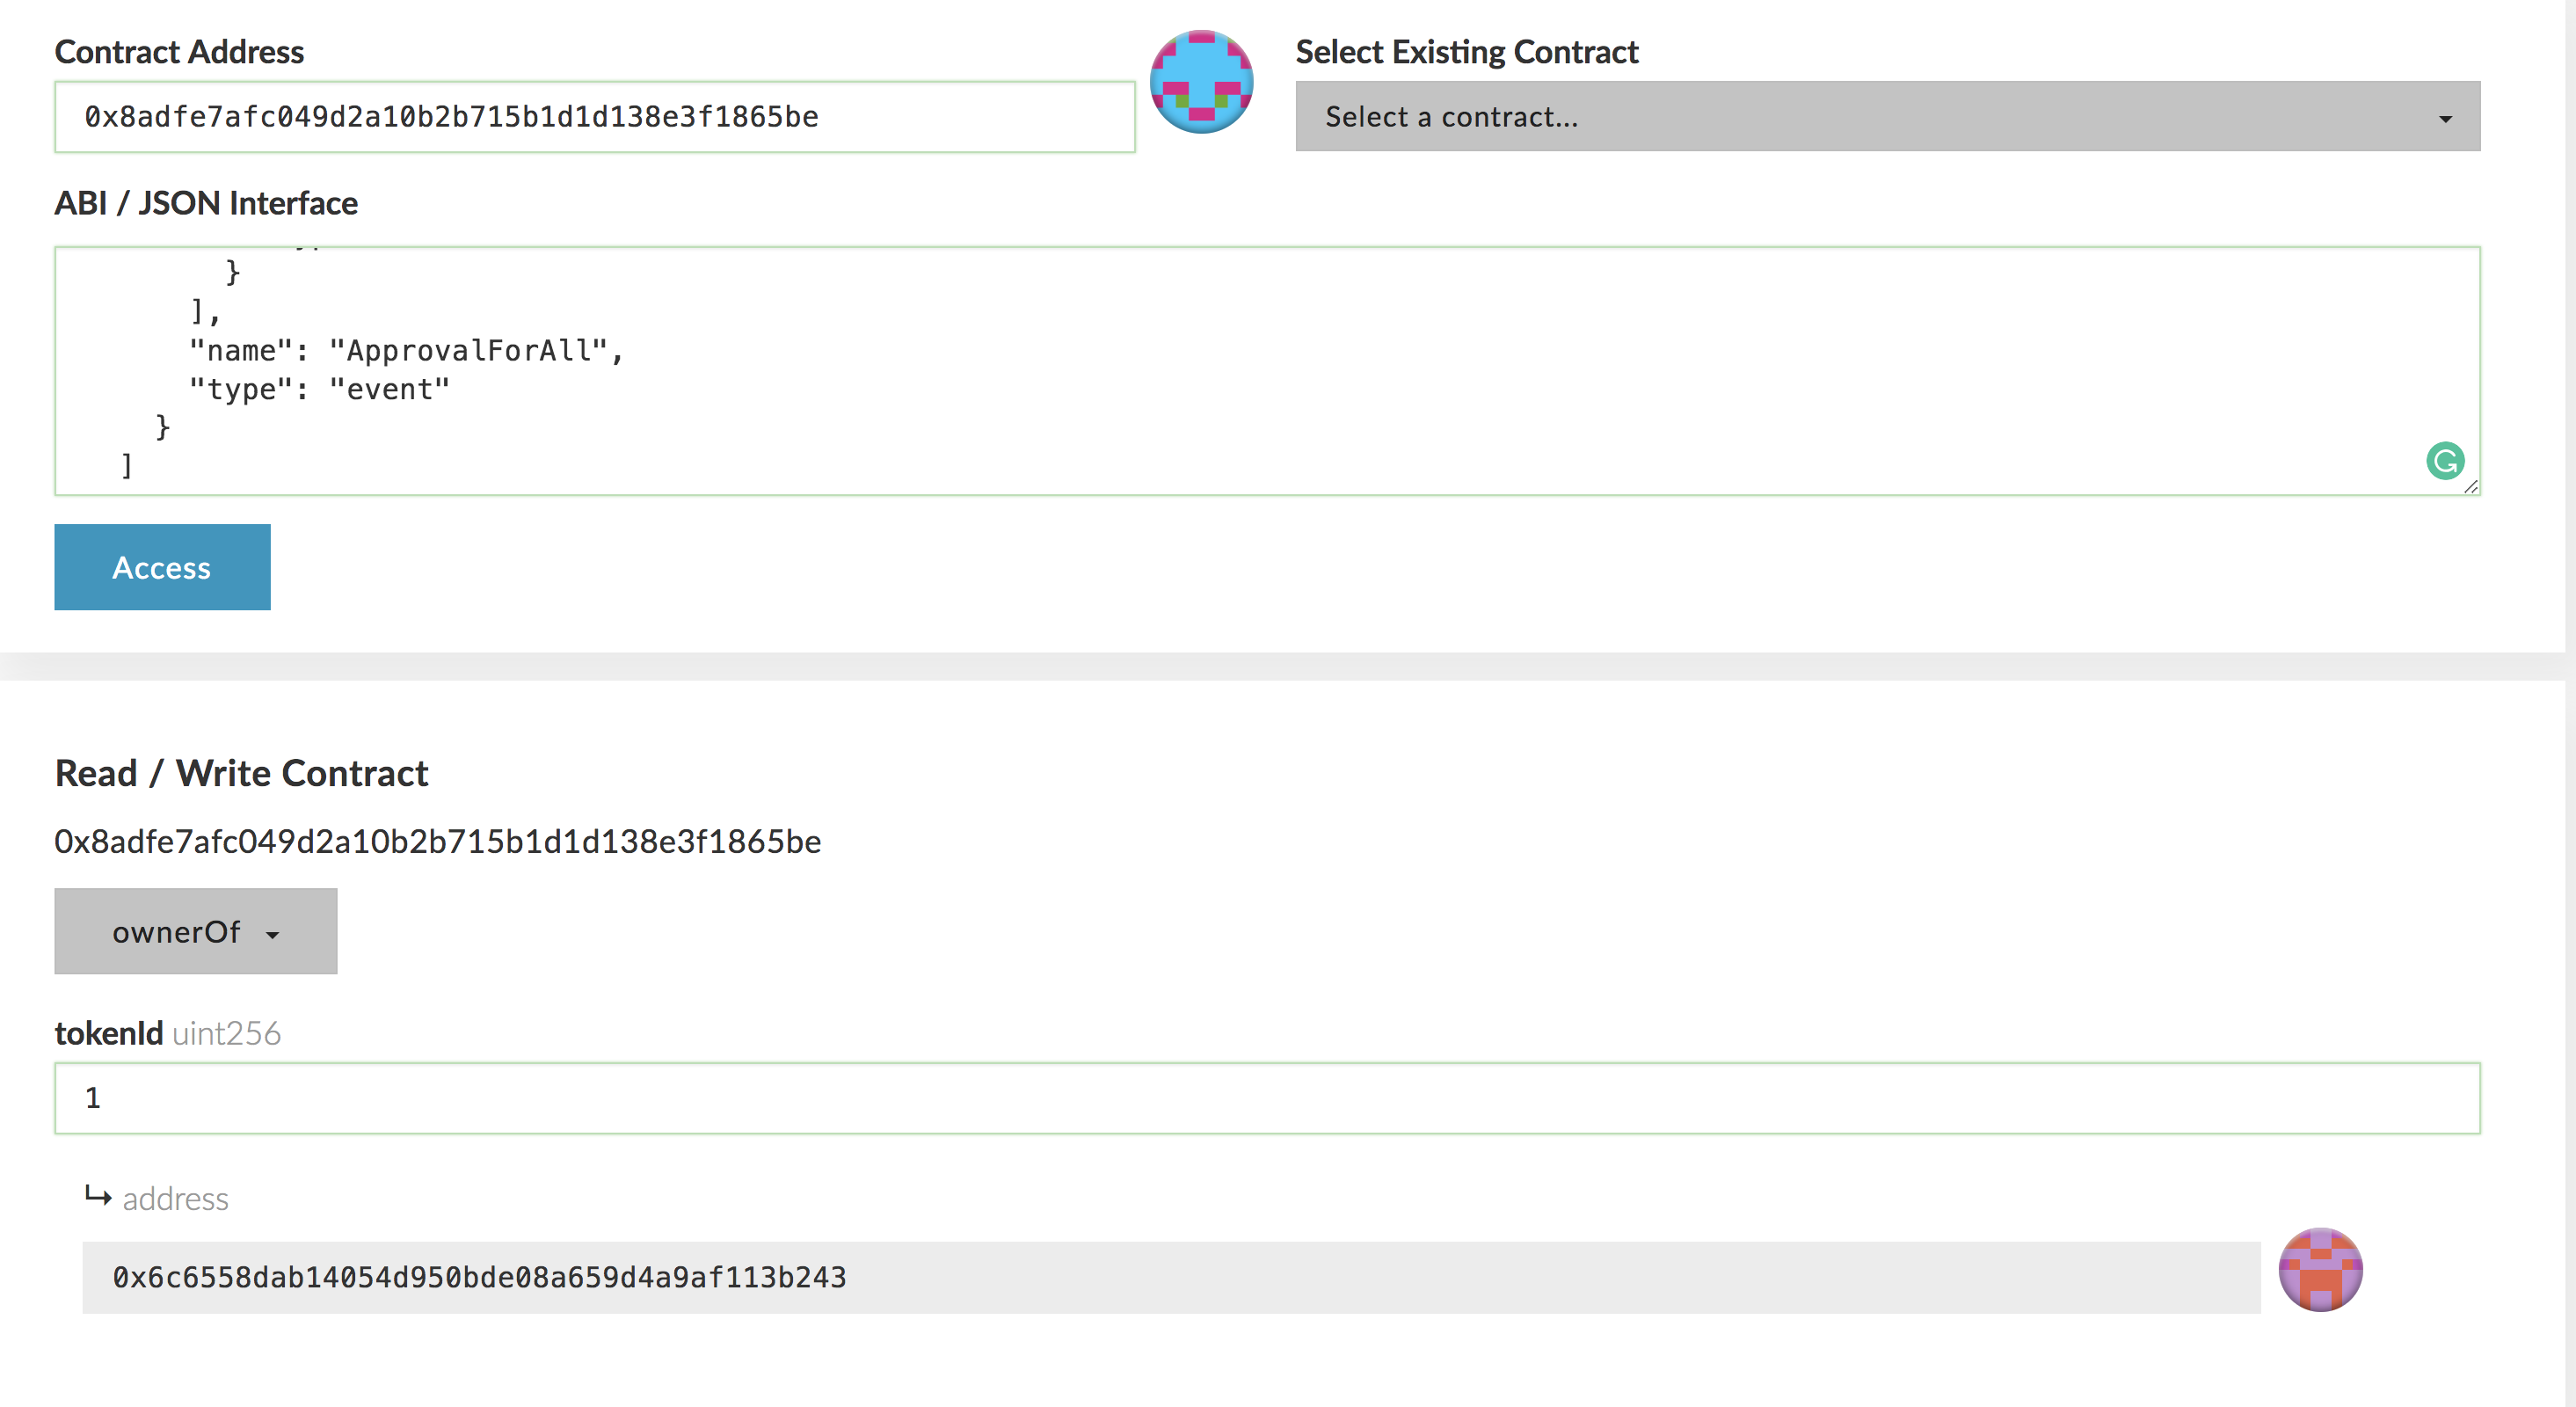 Contract Address
0x8adfe7afc049d2a10b2b715b1d1d138e3f1865be
Select Existing Contract
Select a contract...
ABI / JSON Interface
}
],
"name": "ApprovalForAll",
"type": "event"
}
]
Access
Read / Write Contract
0x8adfe7afc049d2a10b2b715b1d1d138e3f1865be
ownerOf
tokenId uint256
1
↳ address
0x6c6558dab14054d950bde08a659d4a9af113b243